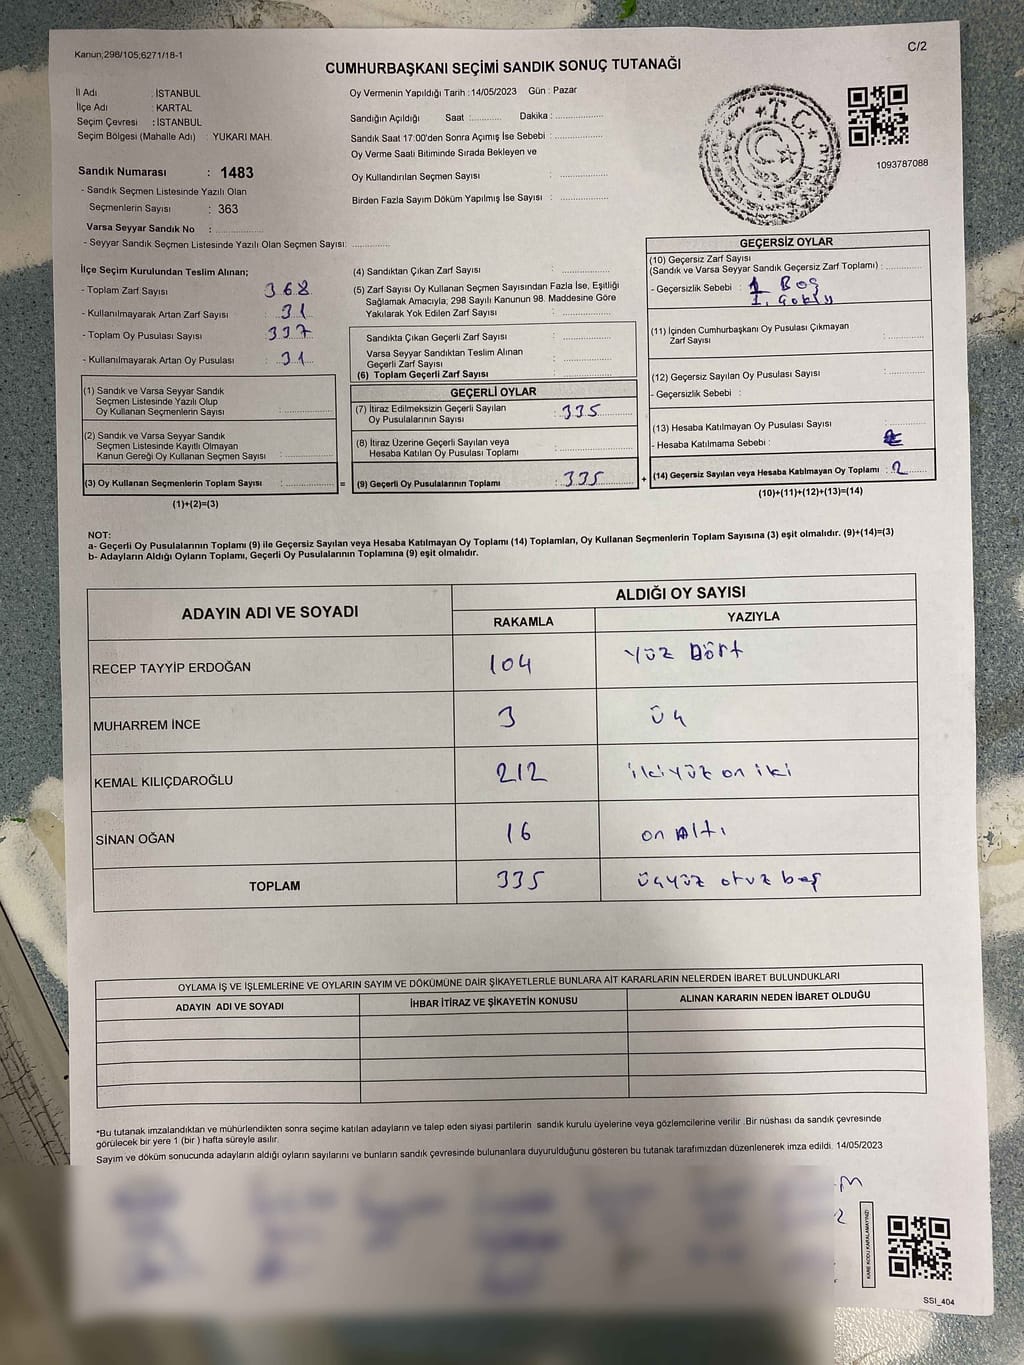 Kanun;298/105;6271/18-1
C/2
CUMHURBAŞKANI SEÇİMİ SANDIK SONUÇ TUTANAĞI
İl Adı : İSTANBUL
İlçe Adı : KARTAL
Seçim Çevresi : İSTANBUL
Seçim Bölgesi (Mahalle Adı) : YUKARI MAH.
Sandık Numarası : 1483
- Sandık Seçmen Listesinde Yazılı Olan
Seçmenlerin Sayısı : 363
Varsa Seyyar Sandık No : ................
- Seyyar Sandık Seçmen Listesinde Yazılı Olan Seçmen Sayısı: ............
Oy Vermenin Yapıldığı Tarih :14/05/2023 Gün : Pazar
Sandığın Açıldığı Saat :........... Dakika : ................
Sandık Saat 17:00'den Sonra Açımış İse Sebebi : ................
Oy Verme Saati Bitiminde Sırada Bekleyen ve
Oy Kullandırılan Seçmen Sayısı : ................
Birden Fazla Sayım Döküm Yapılmış İse Sayısı : ................
T.C.
1093787088
İlçe Seçim Kurulundan Teslim Alınan;
- Toplam Zarf Sayısı : 368
- Kullanılmayarak Artan Zarf Sayısı : 31
- Toplam Oy Pusulası Sayısı : 337
- Kullanılmayarak Artan Oy Pusulası : 31
(1) Sandık ve Varsa Seyyar Sandık
Seçmen Listesinde Yazılı Olup
Oy Kullanan Seçmenlerin Sayısı : ................
(2) Sandık ve Varsa Seyyar Sandık
Seçmen Listesinde Kayıtlı Olmayan
Kanun Gereği Oy Kullanan Seçmen Sayısı : ................
(3) Oy Kullanan Seçmenlerin Toplam Sayısı : ................ =
(1)+(2)=(3)
(4) Sandıktan Çıkan Zarf Sayısı : ................
(5) Zarf Sayısı Oy Kullanan Seçmen Sayısından Fazla İse, Eşitliği
Sağlamak Amacıyla; 298 Sayılı Kanunun 98. Maddesine Göre
Yakılarak Yok Edilen Zarf Sayısı : ................
Sandıkta Çıkan Geçerli Zarf Sayısı : ................
Varsa Seyyar Sandıktan Teslim Alınan
Geçerli Zarf Sayısı : ................
(6) Toplam Geçerli Zarf Sayısı : ................
GEÇERLİ OYLAR
(7) İtiraz Edilmeksizin Geçerli Sayılan
Oy Pusulalarının Sayısı : 335
(8) İtiraz Üzerine Geçerli Sayılan veya
Hesaba Katılan Oy Pusulası Toplamı : ................
(9) Geçerli Oy Pusulalarının Toplamı : 335 +
GEÇERSİZ OYLAR
(10) Geçersiz Zarf Sayısı
(Sandık ve Varsa Seyyar Sandık Geçersiz Zarf Toplamı) : ............
- Geçersizlik Sebebi : 1 Boş
(11) İçinden Cumhurbaşkanı Oy Pusulası Çıkmayan
Zarf Sayısı : ............
(12) Geçersiz Sayılan Oy Pusulası Sayısı : ............
- Geçersizlik Sebebi :
(13) Hesaba Katılmayan Oy Pusulası Sayısı : ............
- Hesaba Katılmama Sebebi :
(14) Geçersiz Sayılan veya Hesaba Katılmayan Oy Toplamı : 2
(10)+(11)+(12)+(13)=(14)
NOT:
a- Geçerli Oy Pusulalarının Toplamı (9) ile Geçersiz Sayılan veya Hesaba Katılmayan Oy Toplamı (14) Toplamları, Oy Kullanan Seçmenlerin Toplam Sayısına (3) eşit olmalıdır. (9)+(14)=(3)
b- Adayların Aldığı Oyların Toplamı, Geçerli Oy Pusulalarının Toplamına (9) eşit olmalıdır.
ADAYIN ADI VE SOYADI ALDIĞI OY SAYISI
RAKAMLA YAZIYLA
RECEP TAYYİP ERDOĞAN 104 Yüz Dört
MUHARREM İNCE 3 üç
KEMAL KILIÇDAROĞLU 212 ikiyüz on iki
SİNAN OĞAN 16 on Altı
TOPLAM 335 üçyüz otuz beş
OYLAMA İŞ VE İŞLEMLERİNE VE OYLARIN SAYIM VE DÖKÜMÜNE DAİR ŞİKAYETLERLE BUNLARA AİT KARARLARIN NELERDEN İBARET BULUNDUKLARI
ADAYIN ADI VE SOYADI İHBAR İTİRAZ VE ŞİKAYETİN KONUSU ALINAN KARARIN NEDEN İBARET OLDUĞU
*Bu tutanak imzalandıktan ve mühürlendikten sonra seçime katılan adayların ve talep eden siyasi partilerin sandık kurulu üyelerine veya gözlemcilerine verilir .Bir nüshası da sandık çevresinde
görülecek bir yere 1 (bir ) hafta süreyle asılır.
Sayım ve döküm sonucunda adayların aldığı oyların sayılarını ve bunların sandık çevresinde bulunanlara duyurulduğunu gösteren bu tutanak tarafımızdan düzenlenerek imza edildi. 14/05/2023
KARE KODU KARALAMAYINIZ!
SSI_404